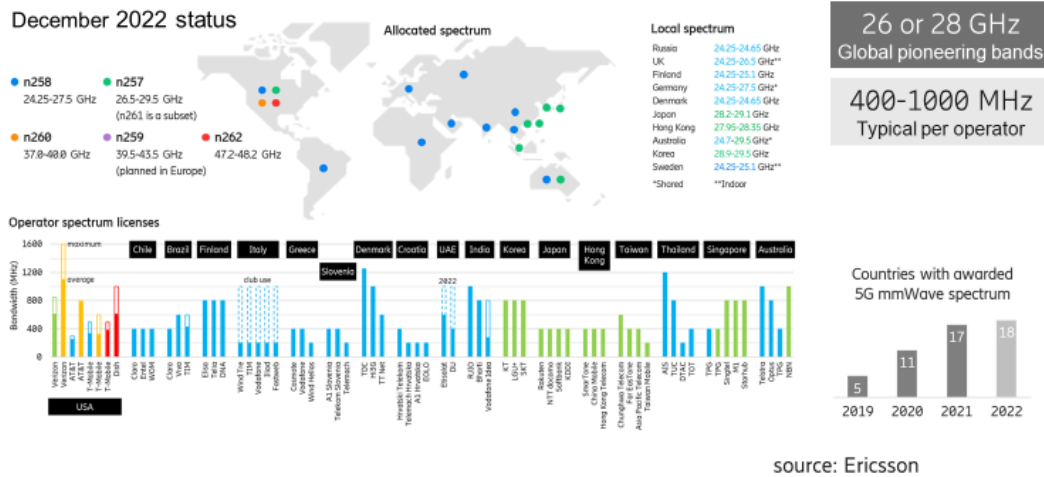 December 2022 status
n258
24.25-27.5 GHz
n257
26.5-29.5 GHz
(n261 is a subset)
n260
37.0-40.0 GHz
n259
39.5-43.5 GHz
(planned in Europe)
n262
47.2-48.2 GHz
Allocated spectrum
Local spectrum
Russia 24.25-24.65 GHz
UK 24.25-26.5 GHz**
Finland 24.25-25.1 GHz
Germany 24.25-27.5 GHz*
Denmark 24.25-24.65 GHz
Japan 28.2-29.1 GHz
Hong Kong 27.95-28.35 GHz
Australia 24.7-29.5 GHz*
Korea 28.9-29.5 GHz
Sweden 24.25-25.1 GHz**
*Shared **Indoor
26 or 28 GHz
Global pioneering bands
400-1000 MHz
Typical per operator
Operator spectrum licenses
Bandwidth (MHz)
1600
1200
800
400
0
maximum
average
club use
2022
Chile
Brazil
Finland
Italy
Greece
Slovenia
Denmark
Croatia
UAE
India
Korea
Japan
Hong
Kong
Taiwan
Thailand
Singapore
Australia
Verizon
Verizon
AT&T
AT&T
T-Mobile
T-Mobile
T-Mobile
Dish
USA
Claro
Entel
WOM
Claro
Vivo
TIM
Elisa
Telia
DNA
Wind Tre
TIM
Vodafone
Iliad
Fastweb
Cosmote
Vodafone
Wind Hellas
A1 Slovenia
Telekom Slovenije
Telemach
TDC
Hi3G
TT Net
Hrvatski Telekom
Telemach Hrvatska
A1 Hrvatska
Etisalat
DU
RJIO
Bharti
Vodafone Idea
KT
LGU+
SKT
Rakuten
NTT docomo
Softbank
KDDI
SmarTone
China Mobile
Hong Kong Telecom
Chunghwa Telecom
Far EasTone
Asia Pacific Telecom
Taiwan Mobile
AIS
TUC
DTAC
TOT
TPG
TPG
Singtel
M1
StarHub
Telstra
Optus
TPG
NBN
Countries with awarded
5G mmWave spectrum
5
11
17
18
2019
2020
2021
2022
source: Ericsson